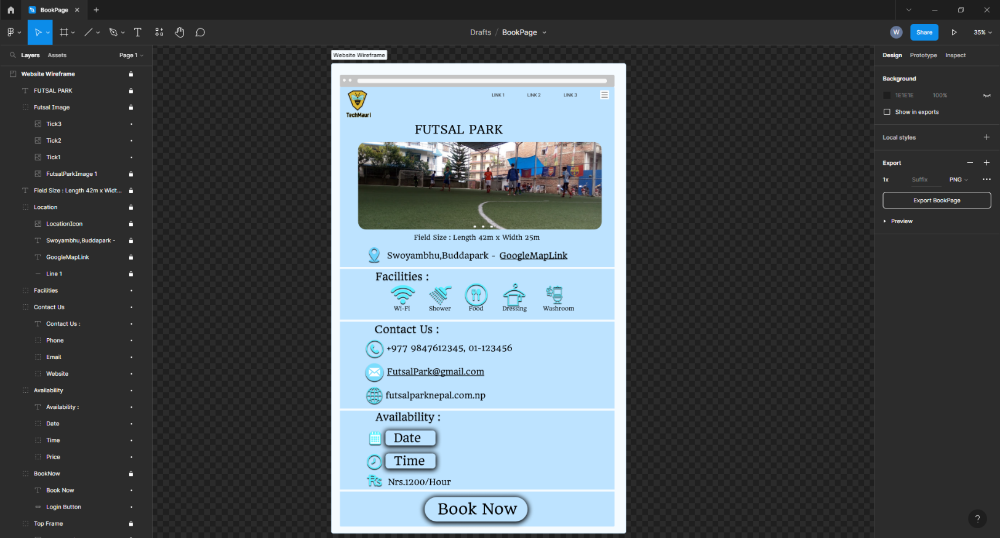 BookPage
Drafts / BookPage
W
Share
35%
Layers
Assets
Page 1
Website Wireframe
FUTSAL PARK
Futsal Image
Tick3
Tick2
Tick1
FutsalParkImage 1
Field Size : Length 42m x Widt...
Location
LocationIcon
Swoyambhu,Buddapark -
GoogleMapLink
Line 1
Facilities
Contact Us
Contact Us :
Phone
Email
Website
Availability
Availability :
Date
Time
Price
BookNow
Book Now
Login Button
Top Frame
Website Wireframe
TechMauri
LINK 1
LINK 2
LINK 3
FUTSAL PARK
Field Size : Length 42m x Width 25m
Swoyambhu,Buddapark - GoogleMapLink
Facilities :
Wi-Fi
Shower
Food
Dressing
Washroom
Contact Us :
+977 9847612345, 01-123456
FutsalPark@gmail.com
futsalparknepal.com.np
Availability :
Date
Time
Rs Nrs.1200/Hour
Book Now
Design
Prototype
Inspect
Background
1E1E1E
100%
Show in exports
Local styles
Export
1x
Suffix
PNG
Export BookPage
Preview
?